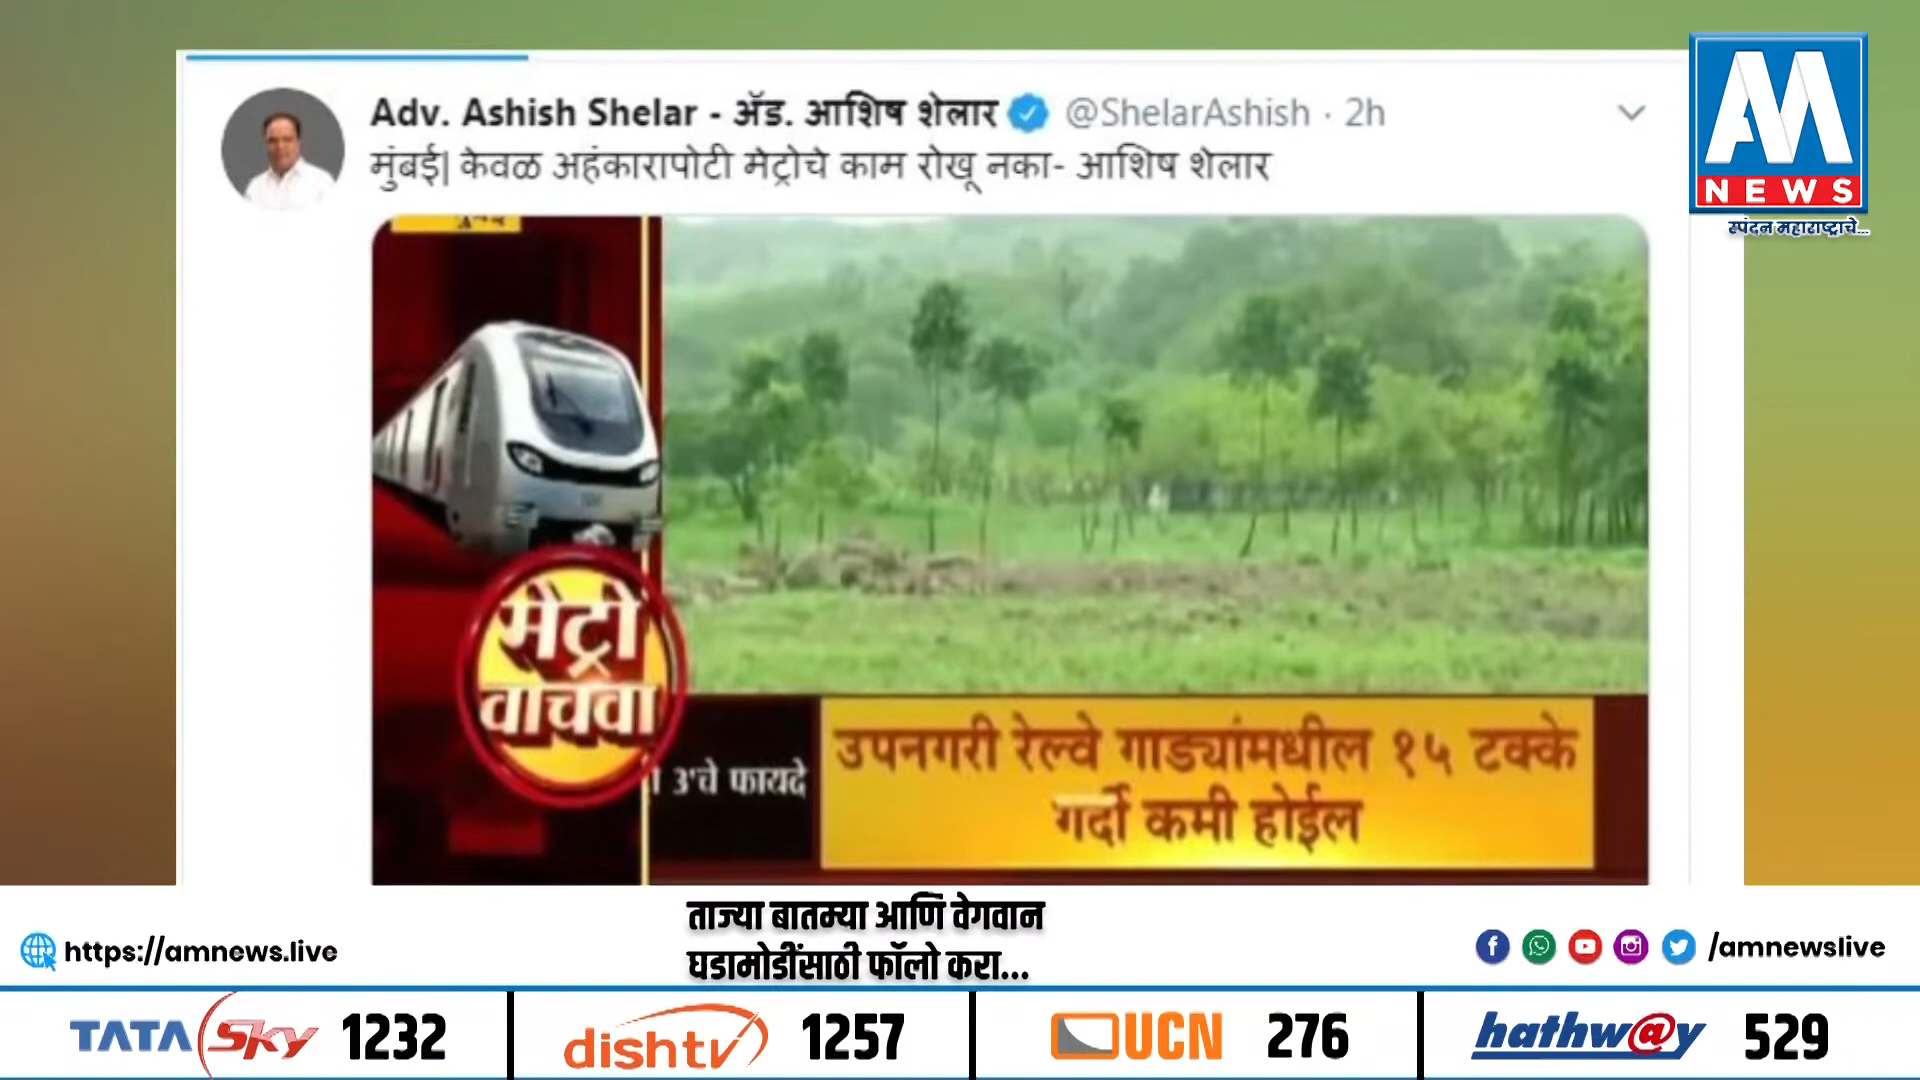 Adv. Ashish Shelar - ॲड. आशिष शेलार @ShelarAshish · 2h
मुंबई| केवळ अहंकारापोटी मेट्रोचे काम रोखू नका- आशिष शेलार
AM
NEWS
स्पंदन महाराष्ट्राचे...
मेट्रो
वाचवा
3'चे फायदे
उपनगरी रेल्वे गाड्यांमधील १५ टक्के
गर्दी कमी होईल
https://amnews.live
ताज्या बातम्या आणि वेगवान
घडामोडींसाठी फॉलो करा...
/amnewslive
TATA Sky 1232
dishtv 1257
UCN 276
hathw@y 529